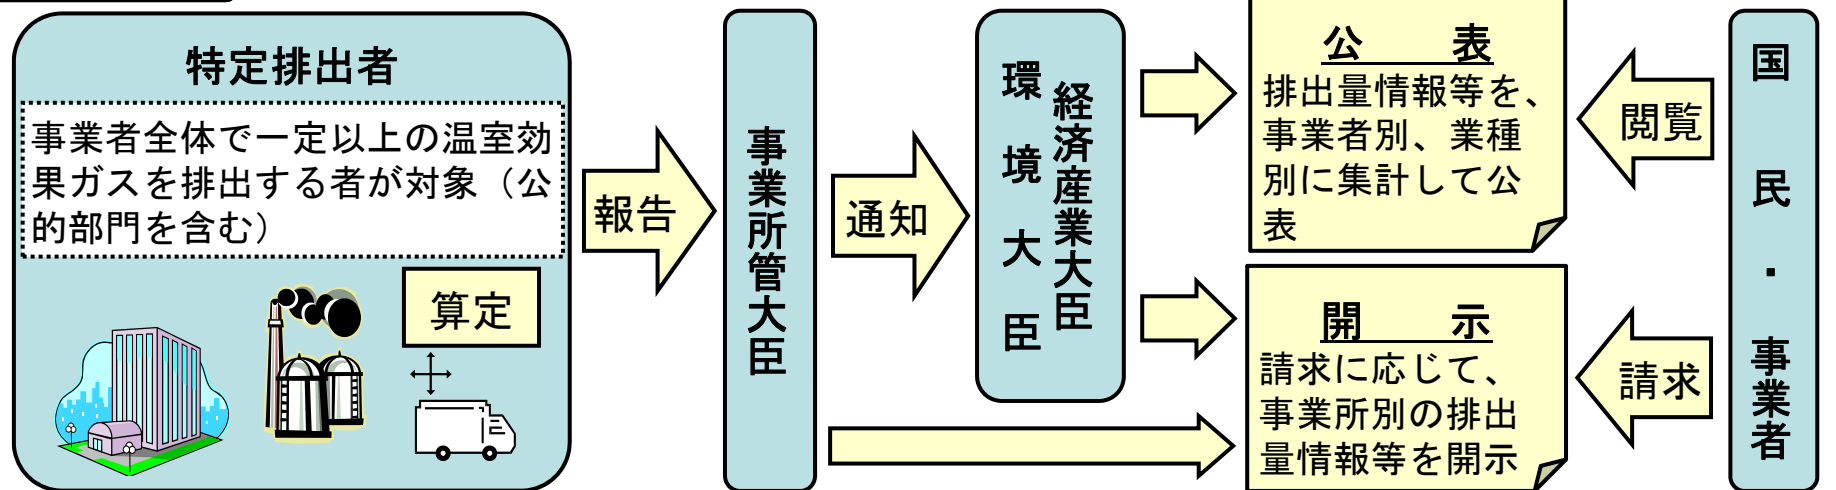 特定排出者
事業者全体で一定以上の温室効
果ガスを排出する者が対象（公
的部門を含む）
算定
報告
事業所管大臣
通知
環境大臣
経済産業大臣
公表
排出量情報等を、
事業者別、業種
別に集計して公
表
開示
請求に応じて、
事業所別の排出
量情報等を開示
閲覧
請求
国民・事業者